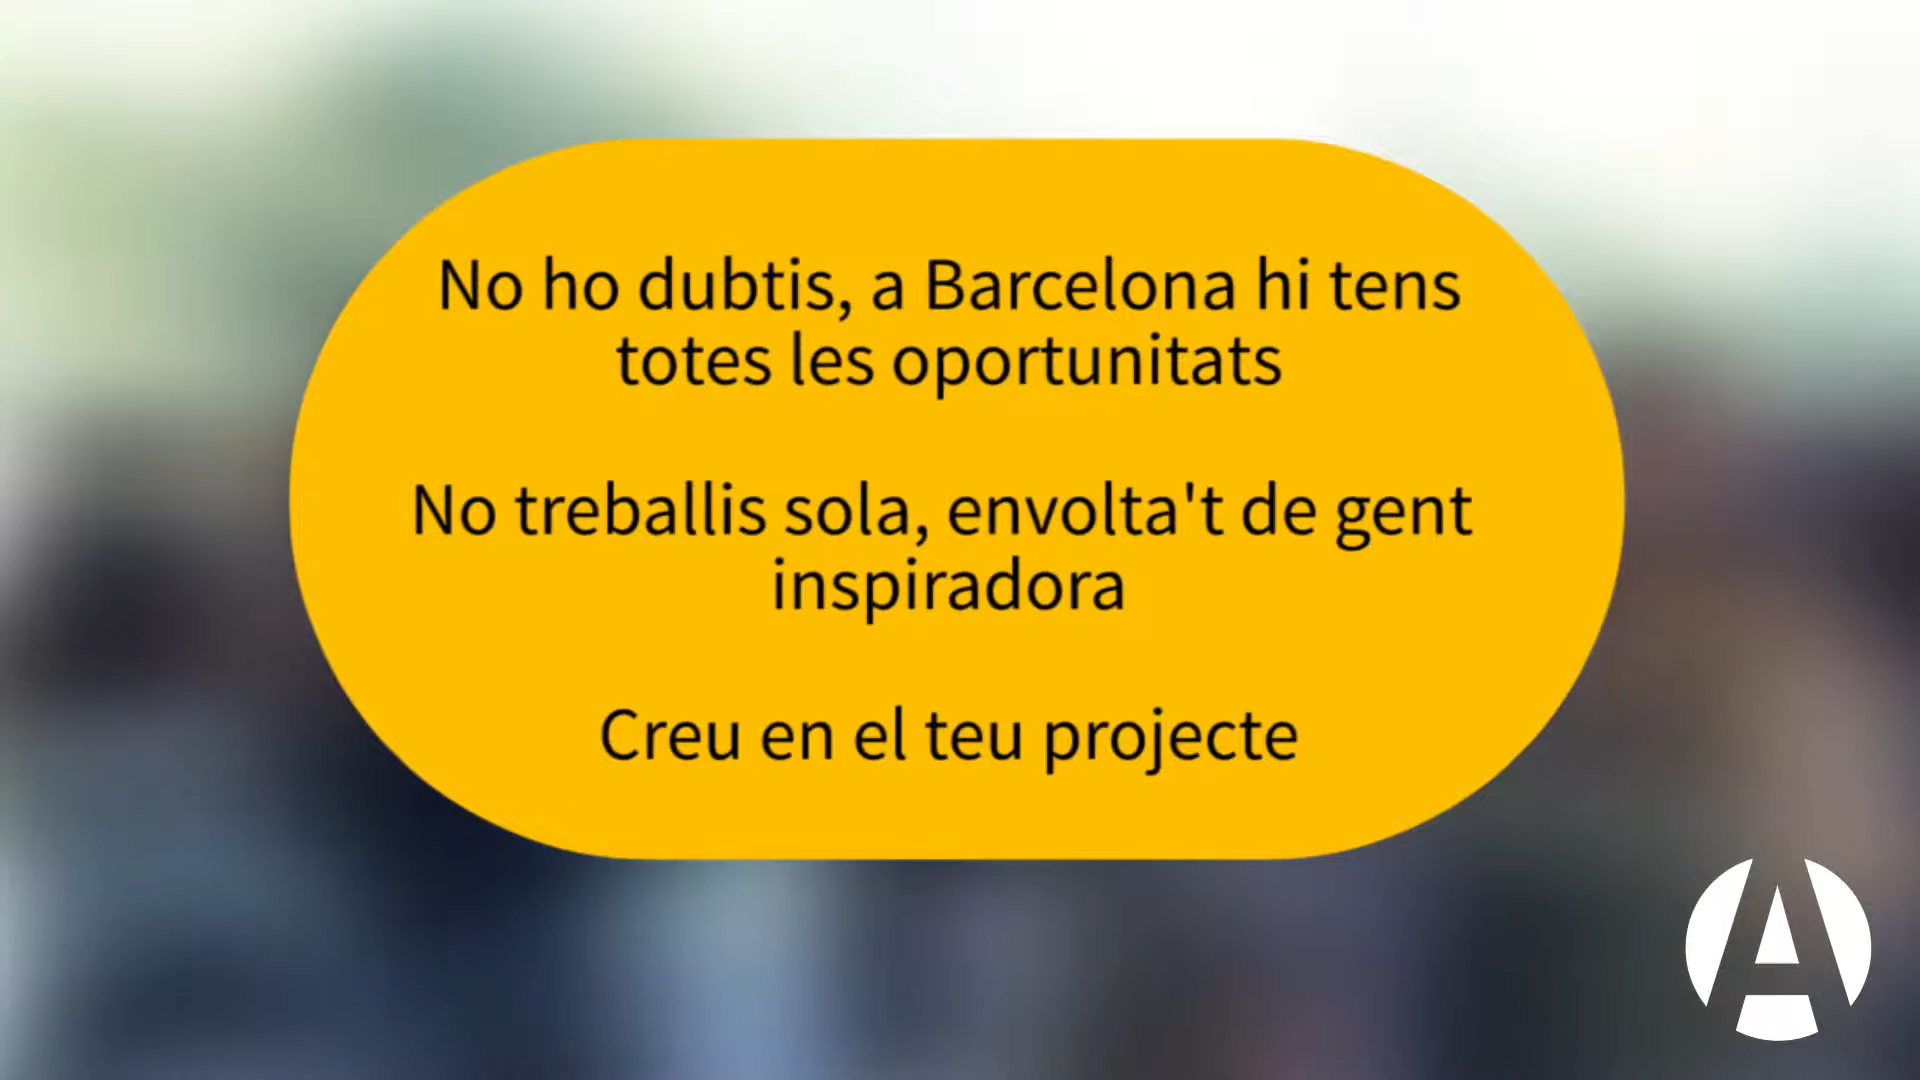 No ho dubtis, a Barcelona hi tens
totes les oportunitats
No treballis sola, envolta't de gent
inspiradora
Creu en el teu projecte
A